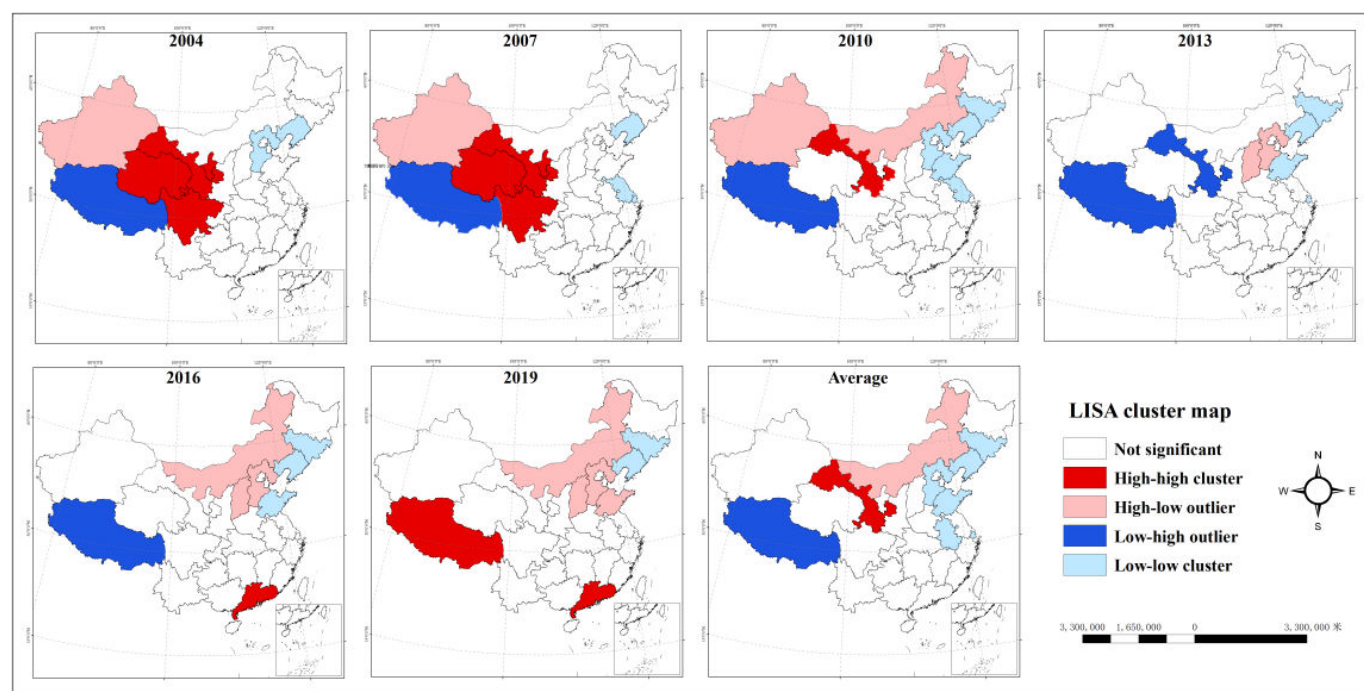 2004
2007
2010
2013
2016
2019
Average
LISA cluster map
Not significant
High-high cluster
High-low outlier
Low-high outlier
Low-low cluster
N
W
E
S
3,300,000 1,650,000 0 3,300,000 米